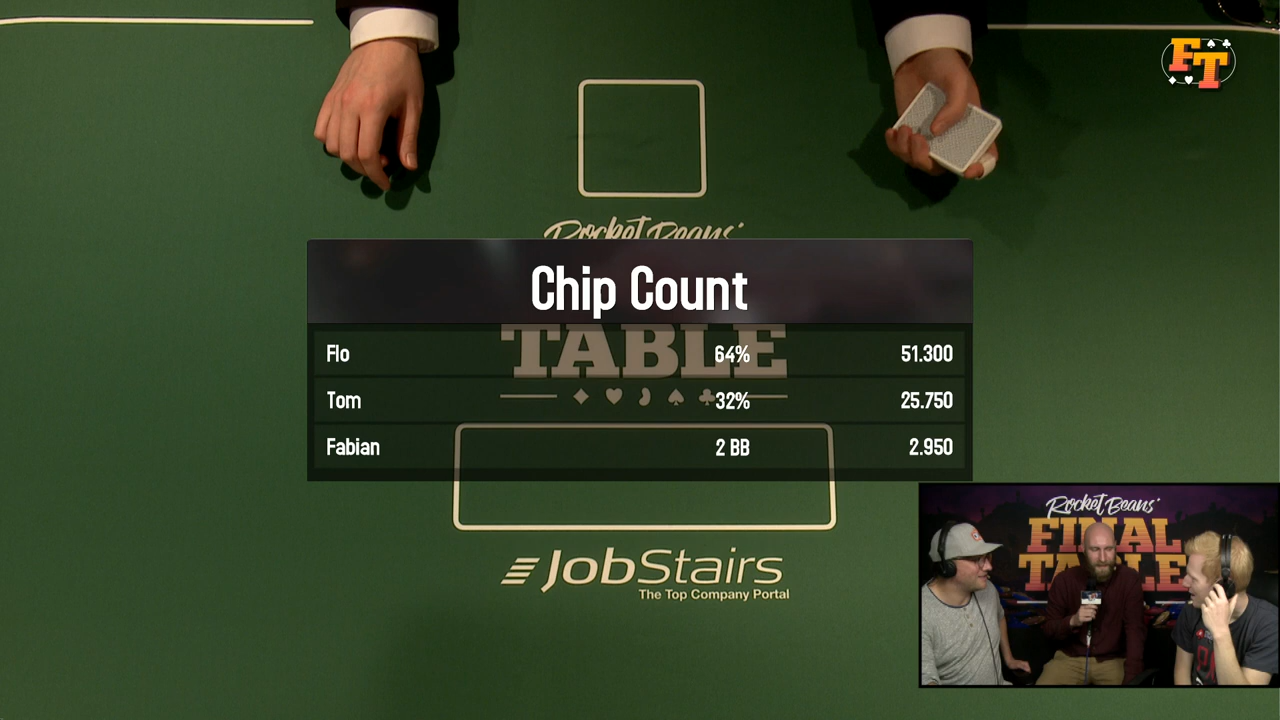 FT
Rocket Beans'
Chip Count
TABLE
Flo 64% 51.300
Tom 32% 25.750
Fabian 2 BB 2.950
JobStairs
The Top Company Portal
Rocket Beans'
FINAL
TABLE